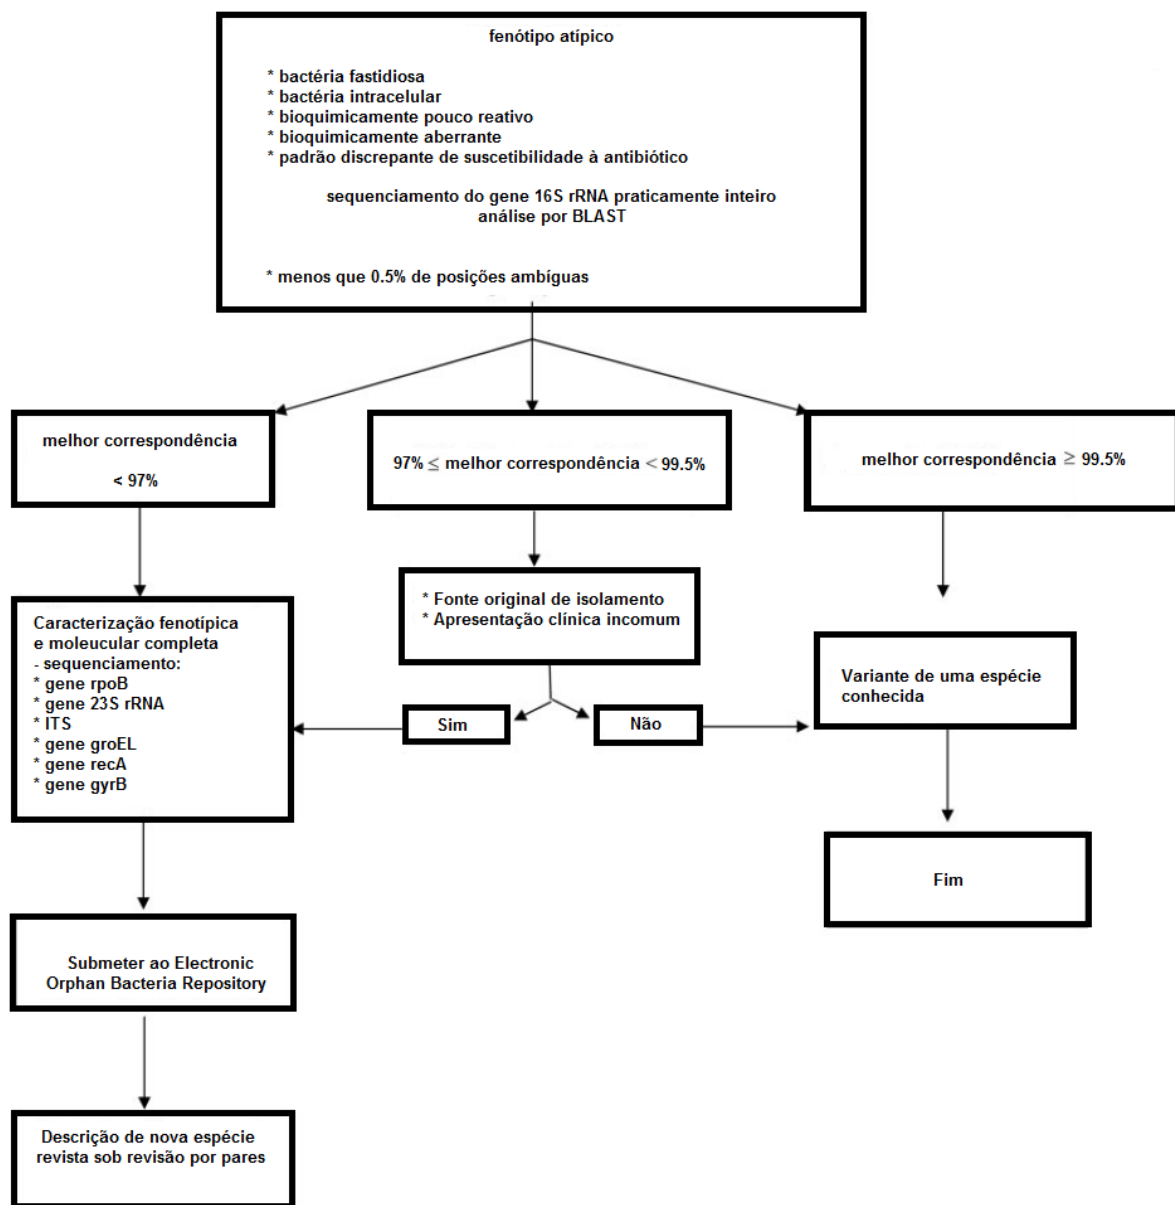 fenótipo atípico
* bactéria fastidiosa
* bactéria intracelular
* bioquimicamente pouco reativo
* bioquimicamente aberrante
* padrão discrepante de suscetibilidade à antibiótico
sequenciamento do gene 16S rRNA praticamente inteiro
análise por BLAST
* menos que 0.5% de posições ambíguas
melhor correspondência
< 97%
97% ≤ melhor correspondência < 99.5%
melhor correspondência ≥ 99.5%
* Fonte original de isolamento
* Apresentação clínica incomum
Caracterização fenotípica
e moleucular completa
- sequenciamento:
* gene rpoB
* gene 23S rRNA
* ITS
* gene groEL
* gene recA
* gene gyrB
Sim
Não
Variante de uma espécie
conhecida
Fim
Submeter ao Electronic
Orphan Bacteria Repository
Descrição de nova espécie
revista sob revisão por pares